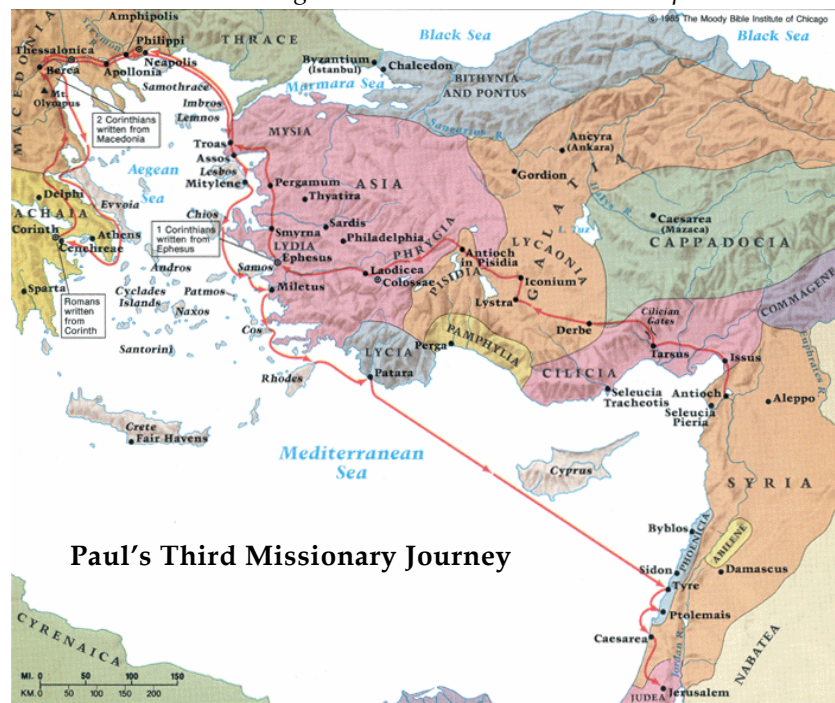 © 1985 The Moody Bible Institute of Chicago
Black Sea
Black Sea
Amphipolis
Philippi
THRACE
Thessalonica
Neapolis
Byzantium
(Istanbul)
Chalcedon
Berea
Apollonia
Marmara Sea
BITHYNIA
AND PONTUS
Samothrace
Mt.
Olympus
MACEDONIA
Imbros
Lemnos
2 Corinthians
written from
Macedonia
MYSIA
Sangarius R.
Ancyra
(Ankara)
Troas
Assos
Lesbos
Mitylene
Aegean
Sea
ASIA
Gordion
GALATIA
Halys R.
Pergamum
Thyatira
Delphi
Evvoia
ACHAIA
Chios
1 Corinthians
written from
Ephesus
Smyrna
Sardis
Philadelphia
LYDIA
Ephesus
PHRYGIA
L. Tuz
Caesarea
(Mazaca)
CAPPADOCIA
Corinth
Athens
Cenchreae
Andros
Samos
Laodicea
Colossae
Antioch
in Pisidia
LYCAONIA
PISIDIA
Iconium
Sparta
Romans
written
from
Corinth
Cyclades
Islands
Patmos
Naxos
Miletus
Lystra
COMMAGENE
Cilician
Gates
Cos
Derbe
Santorini
LYCIA
Perga
PAMPHYLIA
Tarsus
Issus
Euphrates R.
Rhodes
Patara
CILICIA
Seleucia
Tracheotis
Antioch
Seleucia
Pieria
Aleppo
Crete
Fair Havens
Mediterranean
Sea
Cyprus
SYRIA
Byblos
PHOENICIA
ABILENE
Paul's Third Missionary Journey
Sidon
Damascus
Tyre
Ptolemais
CYRENAICA
Caesarea
Jordan R.
NABATEA
MI. 0 50 100 150
KM. 0 50 100 150 200
JUDEA
Jerusalem